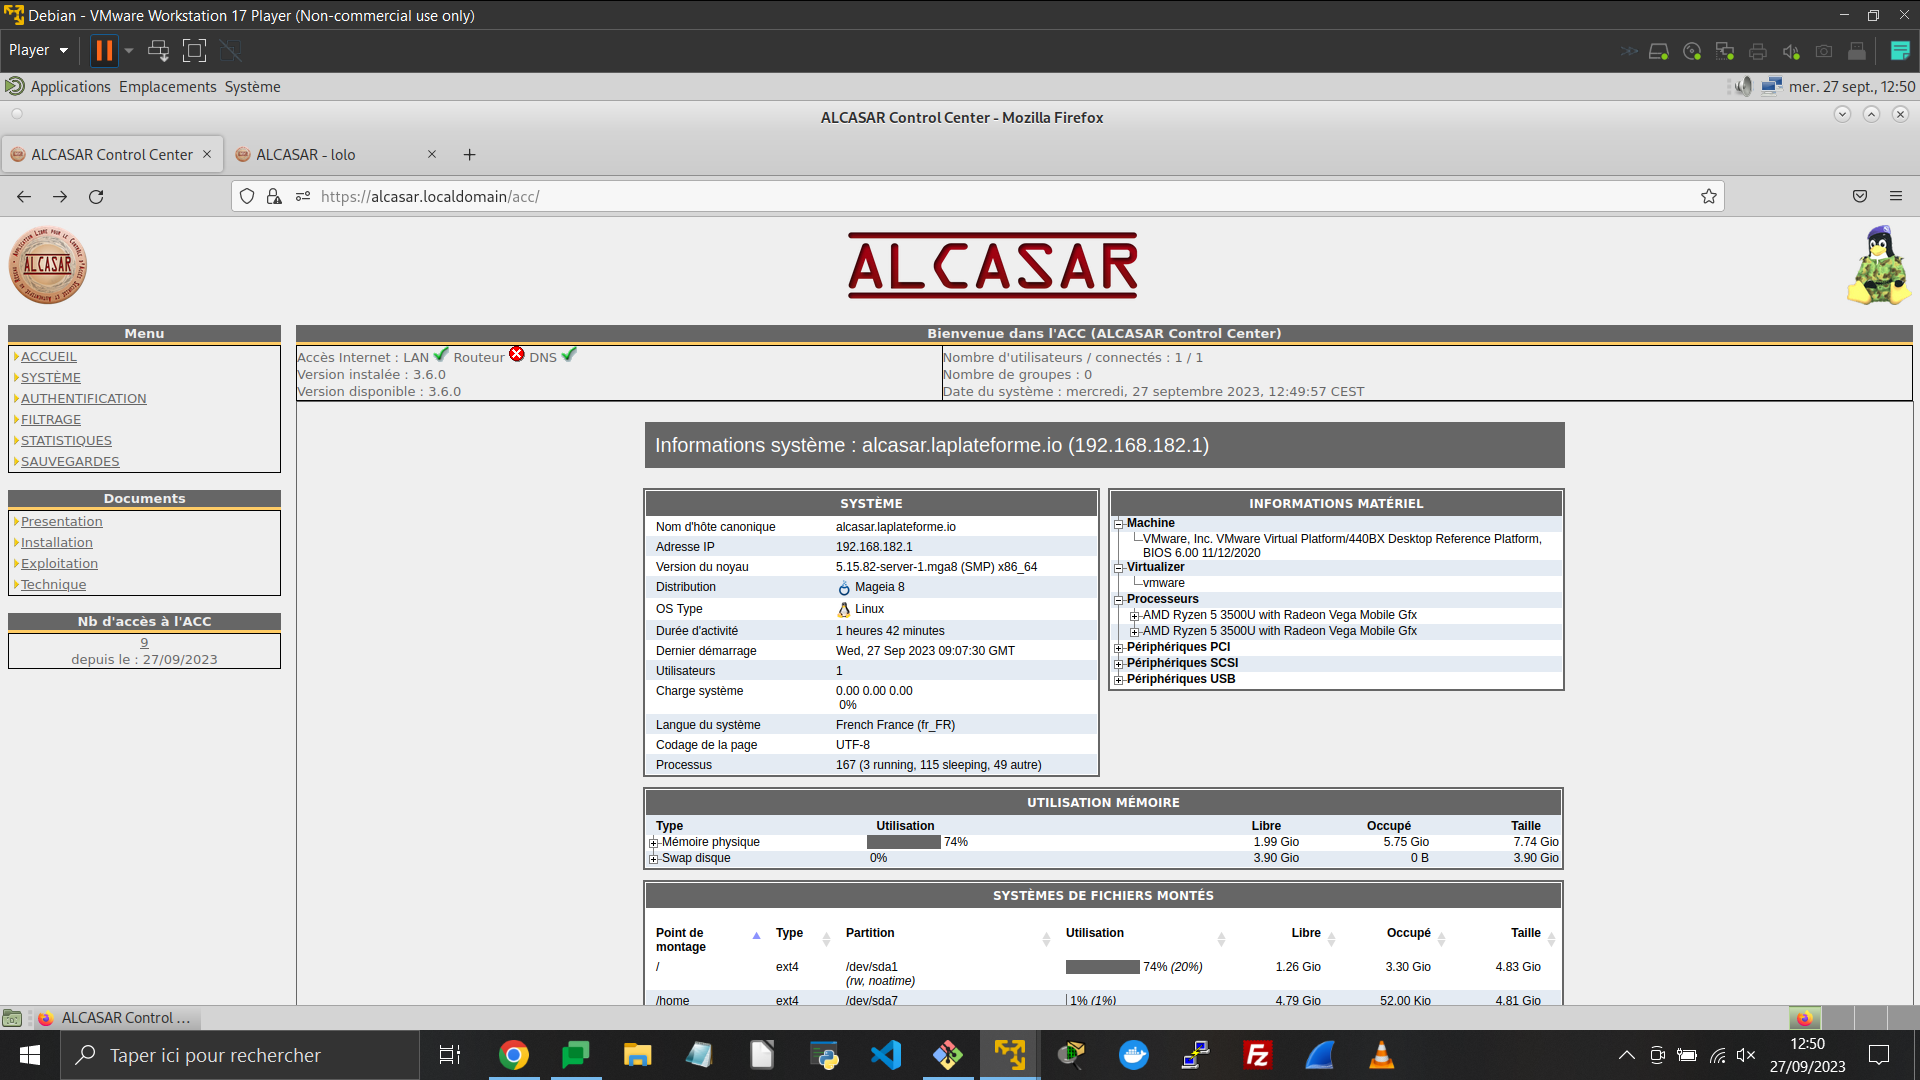 Debian - VMware Workstation 17 Player (Non-commercial use only)
Player
Applications Emplacements Système
mer. 27 sept., 12:50
ALCASAR Control Center - Mozilla Firefox
ALCASAR Control Center
ALCASAR - lolo
https://alcasar.localdomain/acc/
ALCASAR
ALCASAR
Menu
ACCUEIL
SYSTÈME
AUTHENTIFICATION
FILTRAGE
STATISTIQUES
SAUVEGARDES
Documents
Presentation
Installation
Exploitation
Technique
Nb d'accès à l'ACC
9
depuis le : 27/09/2023
Bienvenue dans l'ACC (ALCASAR Control Center)
Accès Internet : LAN Routeur DNS
Version installée : 3.6.0
Version disponible : 3.6.0
Nombre d'utilisateurs / connectés : 1 / 1
Nombre de groupes : 0
Date du système : mercredi, 27 septembre 2023, 12:49:57 CEST
Informations système : alcasar.laplateforme.io (192.168.182.1)
SYSTÈME
Nom d'hôte canonique alcasar.laplateforme.io
Adresse IP 192.168.182.1
Version du noyau 5.15.82-server-1.mga8 (SMP) x86_64
Distribution Mageia 8
OS Type Linux
Durée d'activité 1 heures 42 minutes
Dernier démarrage Wed, 27 Sep 2023 09:07:30 GMT
Utilisateurs 1
Charge système 0.00 0.00 0.00
0%
Langue du système French France (fr_FR)
Codage de la page UTF-8
Processus 167 (3 running, 115 sleeping, 49 autre)
INFORMATIONS MATÉRIEL
Machine
VMware, Inc. VMware Virtual Platform/440BX Desktop Reference Platform,
BIOS 6.00 11/12/2020
Virtualizer
vmware
Processeurs
AMD Ryzen 5 3500U with Radeon Vega Mobile Gfx
AMD Ryzen 5 3500U with Radeon Vega Mobile Gfx
Périphériques PCI
Périphériques SCSI
Périphériques USB
UTILISATION MÉMOIRE
Type Utilisation Libre Occupé Taille
Mémoire physique 74% 1.99 Gio 5.75 Gio 7.74 Gio
Swap disque 0% 3.90 Gio 0 B 3.90 Gio
SYSTÈMES DE FICHIERS MONTÉS
Point de montage Type Partition Utilisation Libre Occupé Taille
/ ext4 /dev/sda1 74% (20%) 1.26 Gio 3.30 Gio 4.83 Gio
(rw, noatime)
/home ext4 /dev/sda7 1% (1%) 4.79 Gio 52.00 Kio 4.81 Gio
ALCASAR Control ...
Taper ici pour rechercher
12:50
27/09/2023